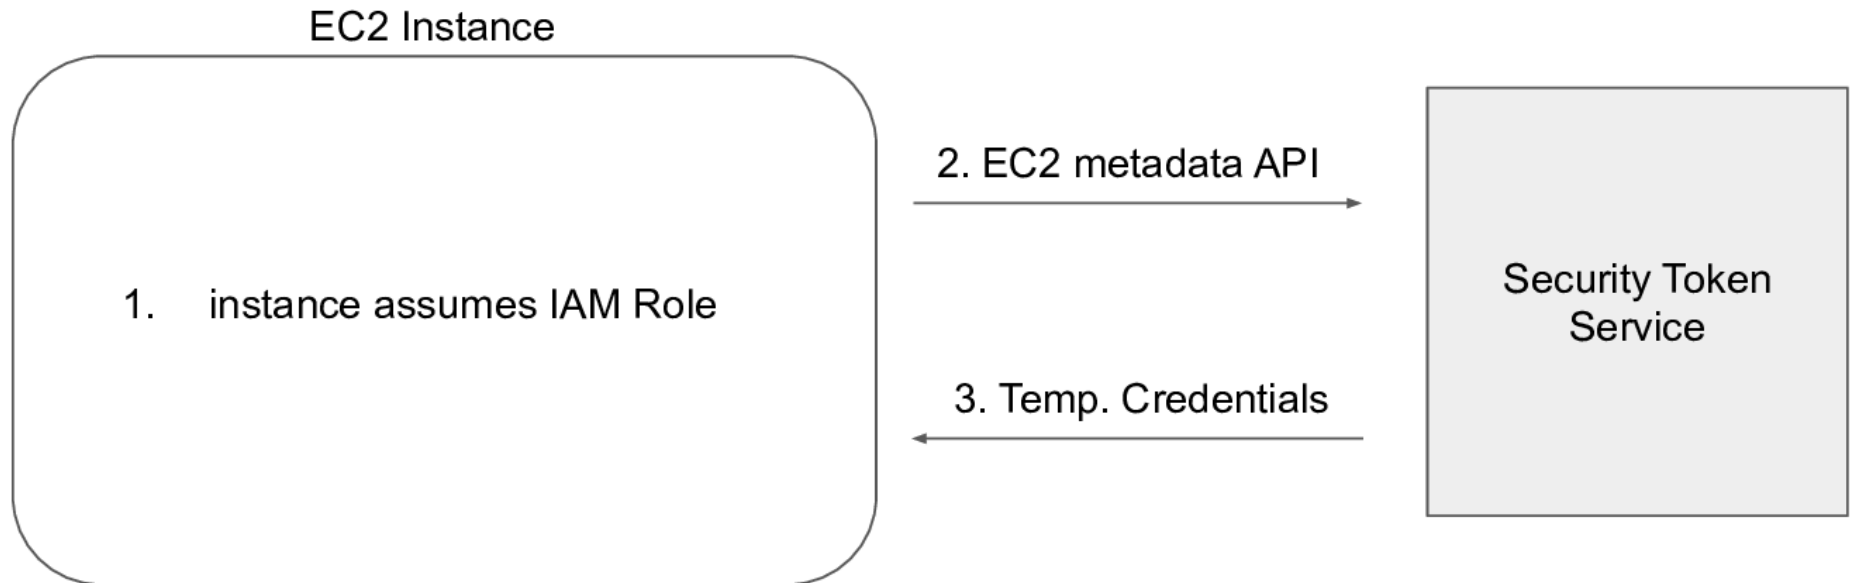 EC2 Instance
1. instance assumes IAM Role
2. EC2 metadata API
3. Temp. Credentials
Security Token
Service